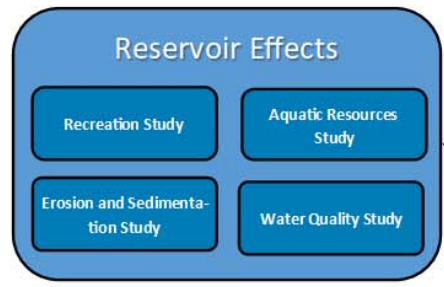 Reservoir Effects
Recreation Study
Aquatic Resources
Study
Erosion and Sedimenta-
tion Study
Water Quality Study